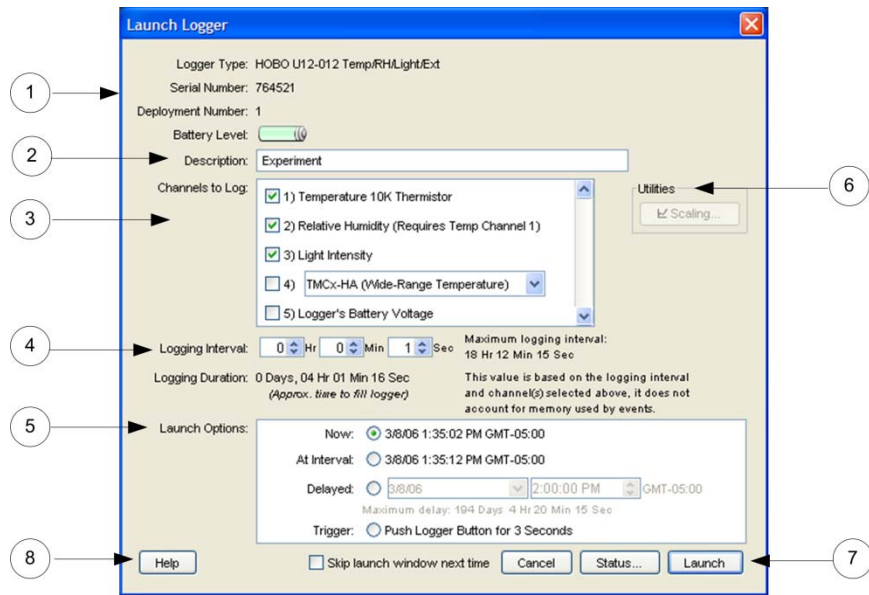 Launch Logger
Logger Type: HOBO U12-012 Temp/RH/Light/Ext
1
Serial Number: 764521
Deployment Number: 1
Battery Level:
2
Description: Experiment
Channels to Log:
3
1) Temperature 10K Thermistor
2) Relative Humidity (Requires Temp Channel 1)
3) Light Intensity
4) TMCx-HA (Wide-Range Temperature)
5) Logger's Battery Voltage
Utilities
6
Scaling...
4
Logging Interval: 0 Hr 0 Min 1 Sec
Maximum logging interval:
18 Hr 12 Min 15 Sec
Logging Duration: 0 Days, 04 Hr 01 Min 16 Sec
(Approx. time to fill logger)
This value is based on the logging interval
and channel(s) selected above, it does not
account for memory used by events.
5
Launch Options:
Now: 3/8/06 1:35:02 PM GMT-05:00
At Interval: 3/8/06 1:35:12 PM GMT-05:00
Delayed: 3/8/06 2:00:00 PM GMT-05:00
Maximum delay: 194 Days 4 Hr 20 Min 15 Sec
Trigger: Push Logger Button for 3 Seconds
8
Help
Skip launch window next time
Cancel
Status...
Launch
7